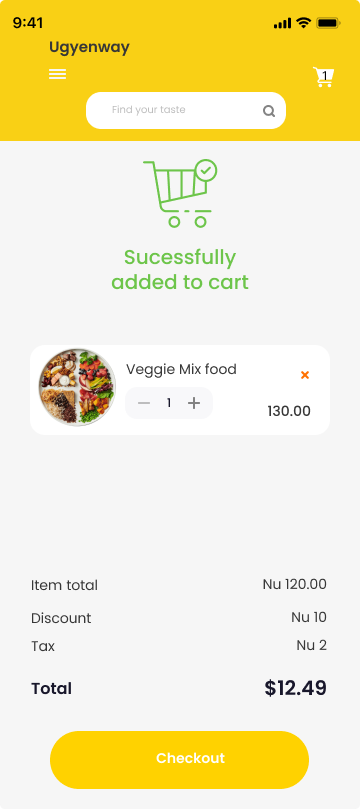 9:41
Ugyenway
1
Find your taste
Sucessfully
added to cart
Veggie Mix food
1
130.00
Item total Nu 120.00
Discount Nu 10
Tax Nu 2
Total $12.49
Checkout